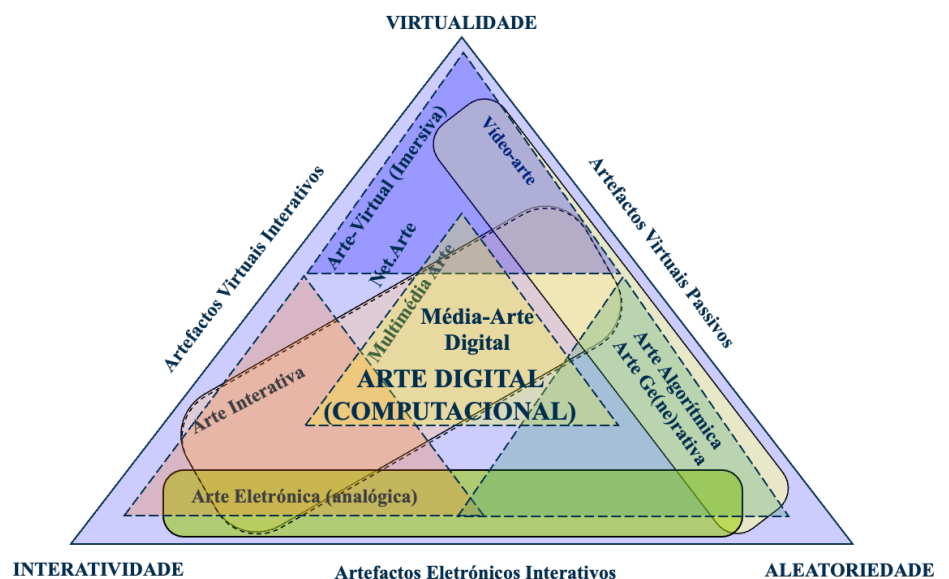 VIRTUALIDADE
Vídeo-arte
Arte-Virtual (Imersiva)
Artefactos Virtuais Interativos
Artefactos Virtuais Passivos
Net.Arte
Multimédia Arte
Média-Arte
Digital
ARTE DIGITAL
(COMPUTACIONAL)
Arte Interativa
Arte Algorítmica
Arte Ge(ne)rativa
Arte Eletrónica (analógica)
INTERATIVIDADE
Artefactos Eletrónicos Interativos
ALEATORIEDADE